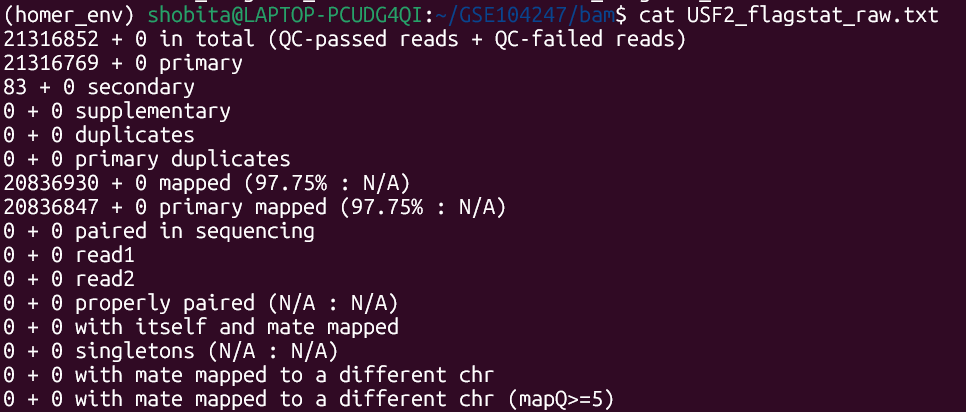 (homer_env) shobita@LAPTOP-PCUDG4QI:~/GSE104247/bam$ cat USF2_flagstat_raw.txt
21316852 + 0 in total (QC-passed reads + QC-failed reads)
21316769 + 0 primary
83 + 0 secondary
0 + 0 supplementary
0 + 0 duplicates
0 + 0 primary duplicates
20836930 + 0 mapped (97.75% : N/A)
20836847 + 0 primary mapped (97.75% : N/A)
0 + 0 paired in sequencing
0 + 0 read1
0 + 0 read2
0 + 0 properly paired (N/A : N/A)
0 + 0 with itself and mate mapped
0 + 0 singletons (N/A : N/A)
0 + 0 with mate mapped to a different chr
0 + 0 with mate mapped to a different chr (mapQ>=5)